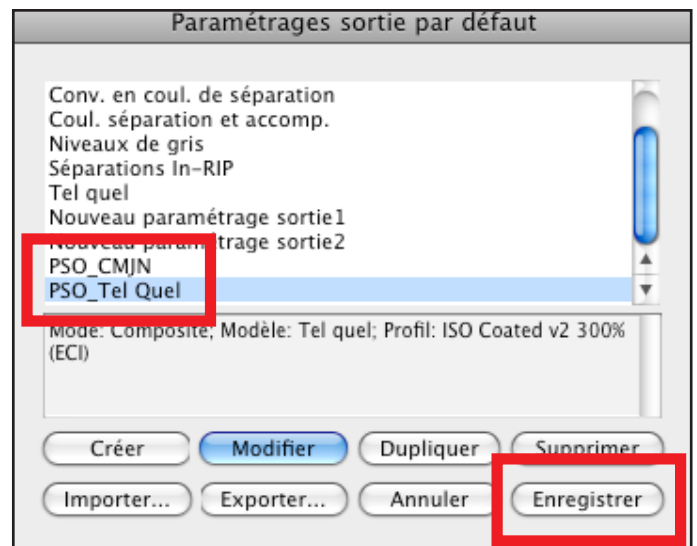 Paramétrages sortie par défaut
Conv. en coul. de séparation
Coul. séparation et accomp.
Niveaux de gris
Séparations In-RIP
Tel quel
Nouveau paramétrage sortie1
Nouveau paramétrage sortie2
PSO_CMJN
PSO_Tel Quel
Mode: Composite; Modèle: Tel quel; Profil: ISO Coated v2 300%
(ECI)
Créer Modifier Dupliquer Supprimer
Importer... Exporter... Annuler Enregistrer